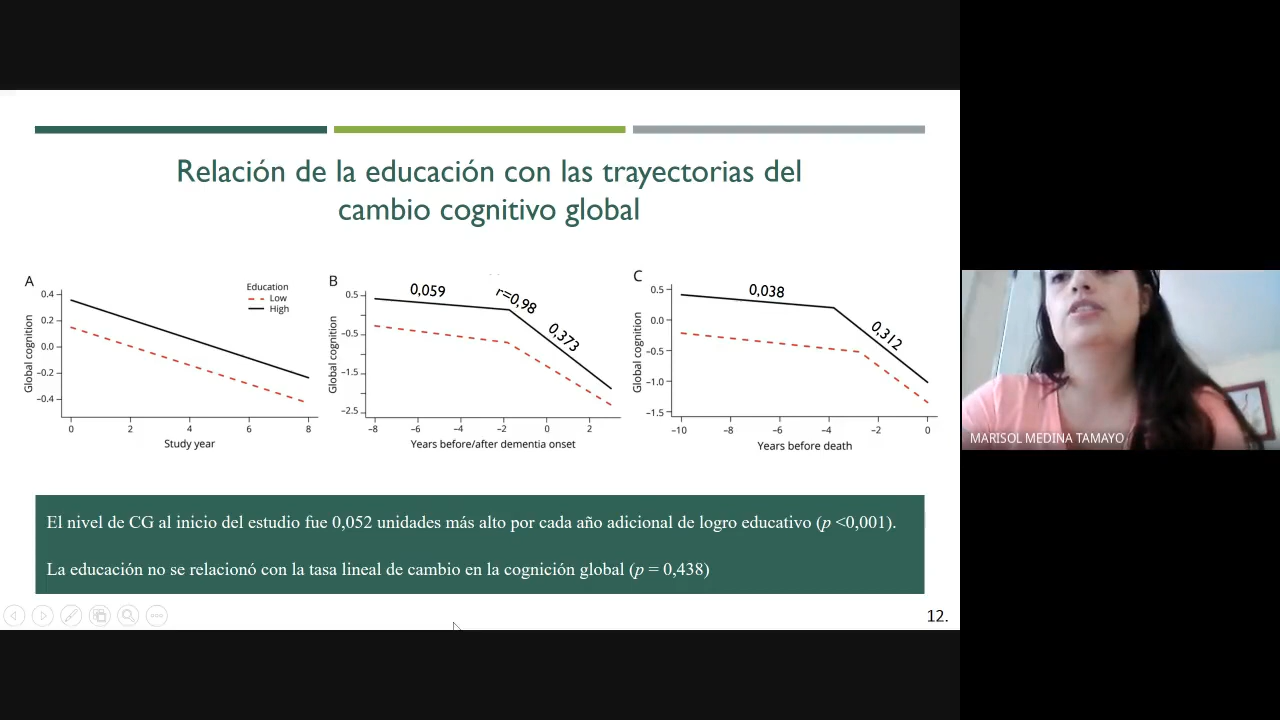 Relación de la educación con las trayectorias del
cambio cognitivo global
A
Global cognition
0.4
0.2
0.0
−0.2
−0.4
0 2 4 6 8
Study year
Education
Low
High
B
Global cognition
0.5
−0.5
−1.5
−2.5
0,059
r=0,98
0.373
−8 −6 −4 −2 0 2
Years before/after dementia onset
C
Global cognition
0.5
0.0
−0.5
−1.0
−1.5
0,038
0.312
−10 −8 −6 −4 −2 0
Years before death
El nivel de CG al inicio del estudio fue 0,052 unidades más alto por cada año adicional de logro educativo (p <0,001).
La educación no se relacionó con la tasa lineal de cambio en la cognición global (p = 0,438)
12.
MARISOL MEDINA TAMAYO